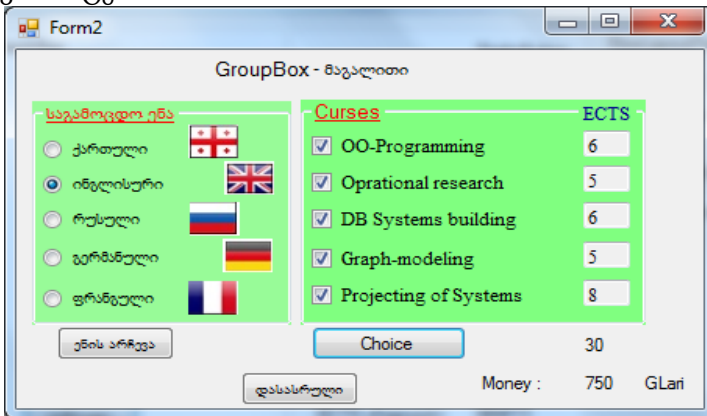 Form2
GroupBox - მაგალითი
საგამოცდო ენა
ქართული
ინგლისური
რუსული
გერმანული
ფრანგული
ენის არჩევა
Curses ECTS
OO-Programming 6
Oprational research 5
DB Systems building 6
Graph-modeling 5
Projecting of Systems 8
Choice 30
დასასრული Money : 750 GLari